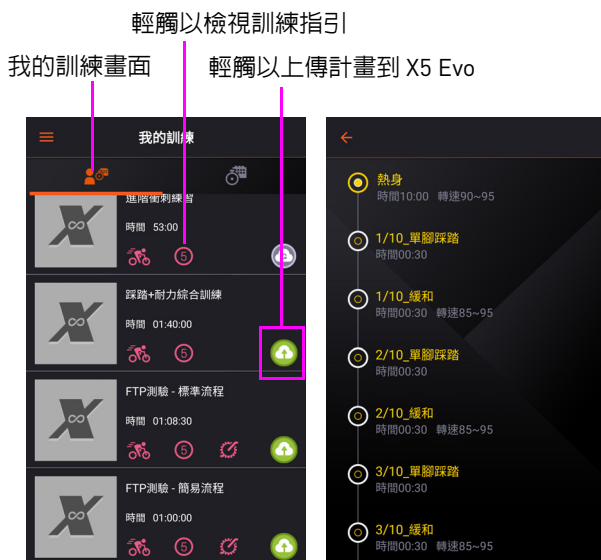 輕觸以檢視訓練指引
我的訓練畫面
輕觸以上傳計畫到 X5 Evo
我的訓練
進階衝刺練習
時間 53:00
5
踩踏+耐力綜合訓練
時間 01:40:00
5
FTP測驗 - 標準流程
時間 01:08:30
5
FTP測驗 - 簡易流程
時間 01:00:00
5
熱身
時間10:00 轉速90~95
1/10_單腳踩踏
時間00:30
1/10_緩和
時間00:30 轉速85~95
2/10_單腳踩踏
時間00:30
2/10_緩和
時間00:30 轉速85~95
3/10_單腳踩踏
時間00:30
3/10_緩和
時間00:30 轉速85~95